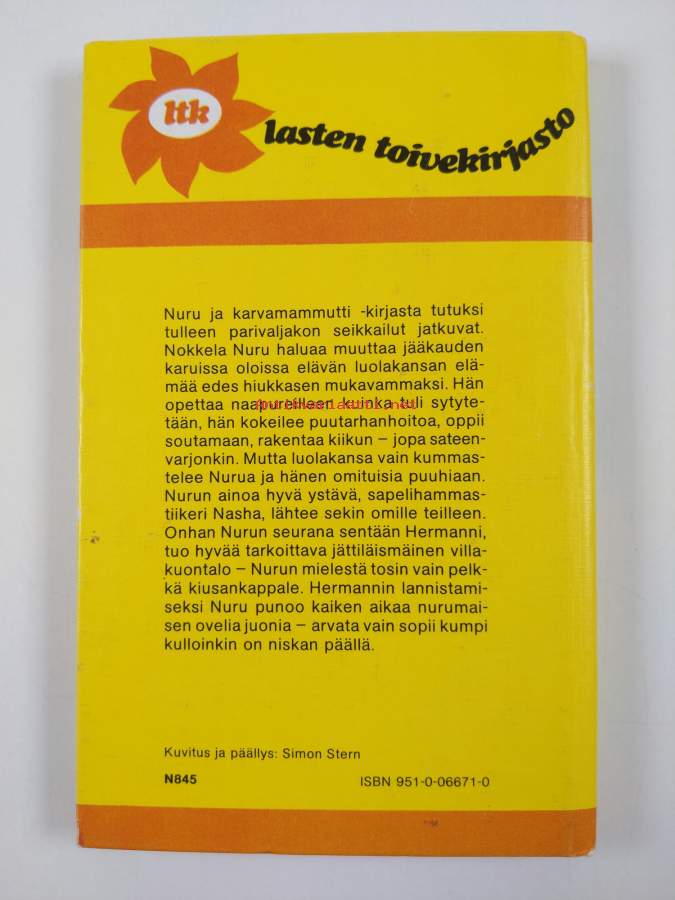 ltk
lasten toivekirjasto
Nuru ja karvamammutti -kirjasta tutuksi
tulleen parivaljakon seikkailut jatkuvat.
Nokkela Nuru haluaa muuttaa jääkauden
karuissa oloissa elävän luolakansan elä-
mää edes hiukkasen mukavammaksi. Hän
opettaa naapureilleen kuinka tuli sytyte-
antikvariaatti.net
tään, hän kokeilee puutarhanhoitoa, oppii
soutamaan, rakentaa kiikun – jopa sateen-
varjonkin. Mutta luolakansa vain kummas-
telee Nurua ja hänen omituisia puuhiaan.
Nurun ainoa hyvä ystävä, sapelihammas-
tiikeri Nasha, lähtee sekin omille teilleen.
Onhan Nurun seurana sentään Hermanni,
tuo hyvää tarkoittava jättiläismäinen villa-
kuontalo – Nurun mielestä tosin vain pelk-
kä kiusankappale. Hermannin lannistami-
seksi Nuru punoo kaiken aikaa nurumai-
sen ovelia juonia – arvata vain sopii kumpi
kulloinkin on niskan päällä.
Kuvitus ja päällys: Simon Stern
N845 ISBN 951-0-06671-0